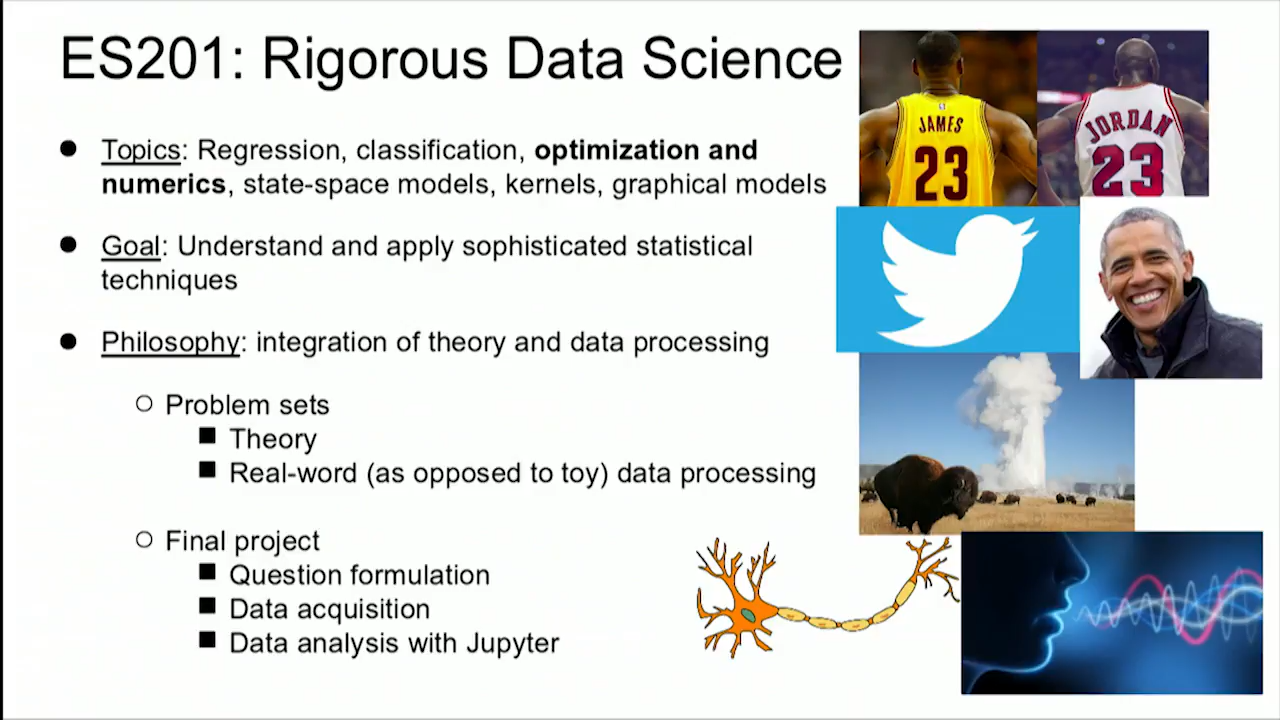 ES201: Rigorous Data Science
Topics: Regression, classification, optimization and
numerics, state-space models, kernels, graphical models
Goal: Understand and apply sophisticated statistical
techniques
Philosophy: integration of theory and data processing
Problem sets
Theory
Real-word (as opposed to toy) data processing
Final project
Question formulation
Data acquisition
Data analysis with Jupyter
JAMES
23
JORDAN
23